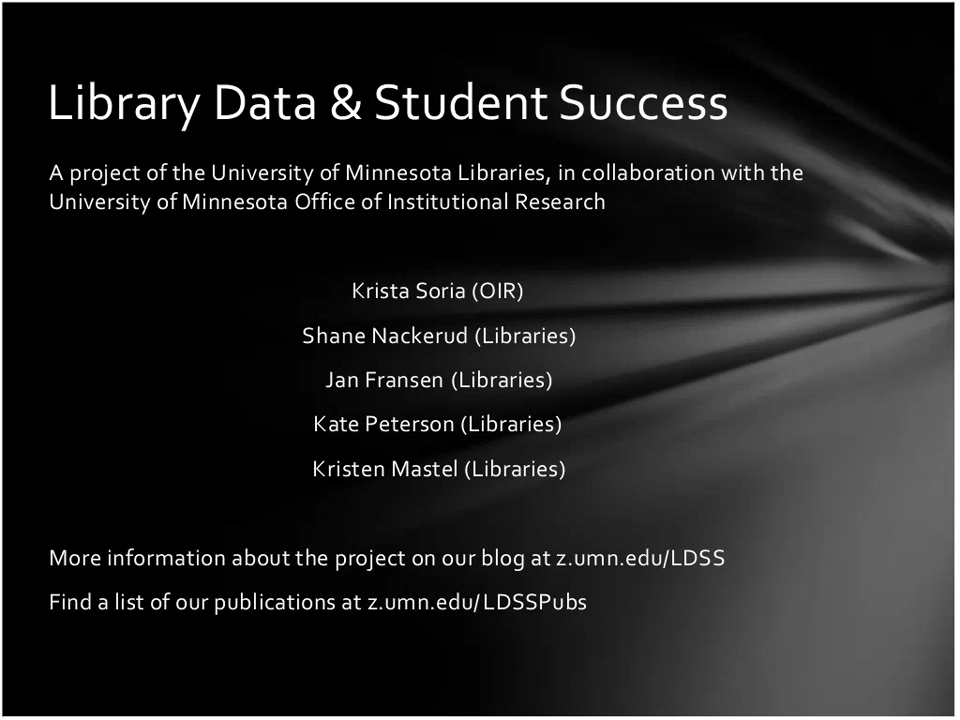 Library Data & Student Success
A project of the University of Minnesota Libraries, in collaboration with the
University of Minnesota Office of Institutional Research
Krista Soria (OIR)
Shane Nackerud (Libraries)
Jan Fransen (Libraries)
Kate Peterson (Libraries)
Kristen Mastel (Libraries)
More information about the project on our blog at z.umn.edu/LDSS
Find a list of our publications at z.umn.edu/LDSSPubs